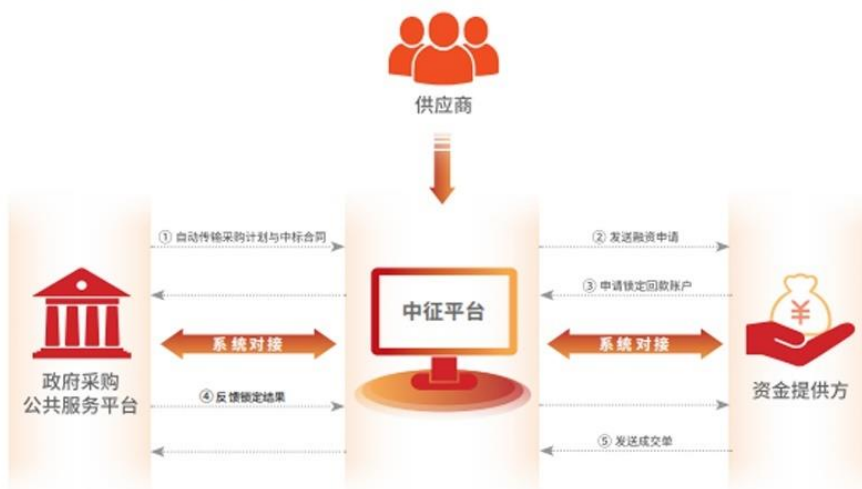 供应商
① 自动传输采购计划与中标合同
② 发送融资申请
③ 申请锁定回款账户
中征平台
¥
系统对接
系统对接
政府采购
公共服务平台
④ 反馈锁定结果
资金提供方
⑤ 发送成交单